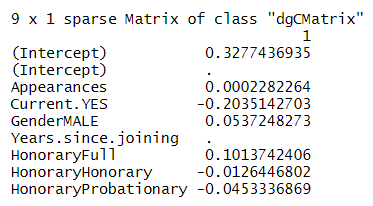 9 x 1 sparse Matrix of class "dgCMatrix"
1
(Intercept) 0.3277436935
(Intercept) .
Appearances 0.0002282264
Current.YES -0.2035142703
GenderMALE 0.0537248273
Years.since.joining .
HonoraryFull 0.1013742406
HonoraryHonorary -0.0126446802
HonoraryProbationary -0.0453336869